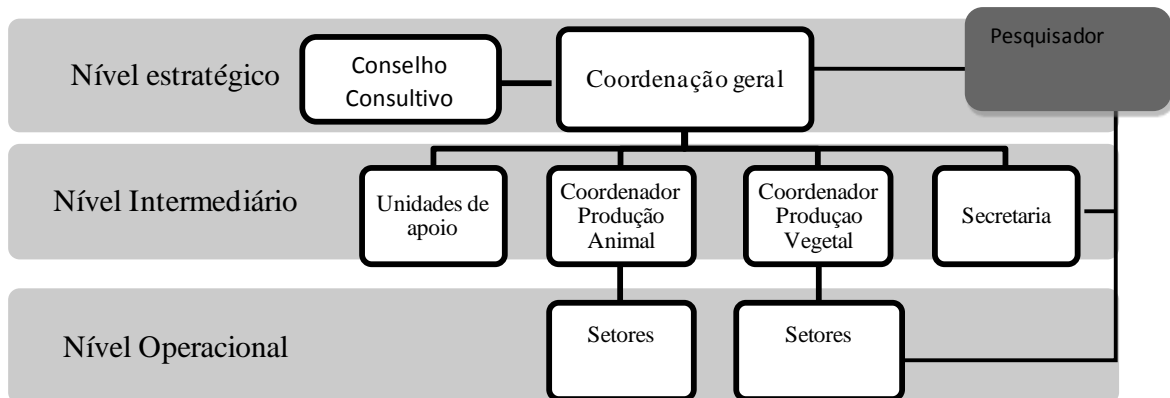 Pesquisador
Nível estratégico
Conselho
Consultivo
Coordenação geral
Nível Intermediário
Unidades de
apoio
Coordenador
Produção
Animal
Coordenador
Produçao
Vegetal
Secretaria
Nível Operacional
Setores
Setores